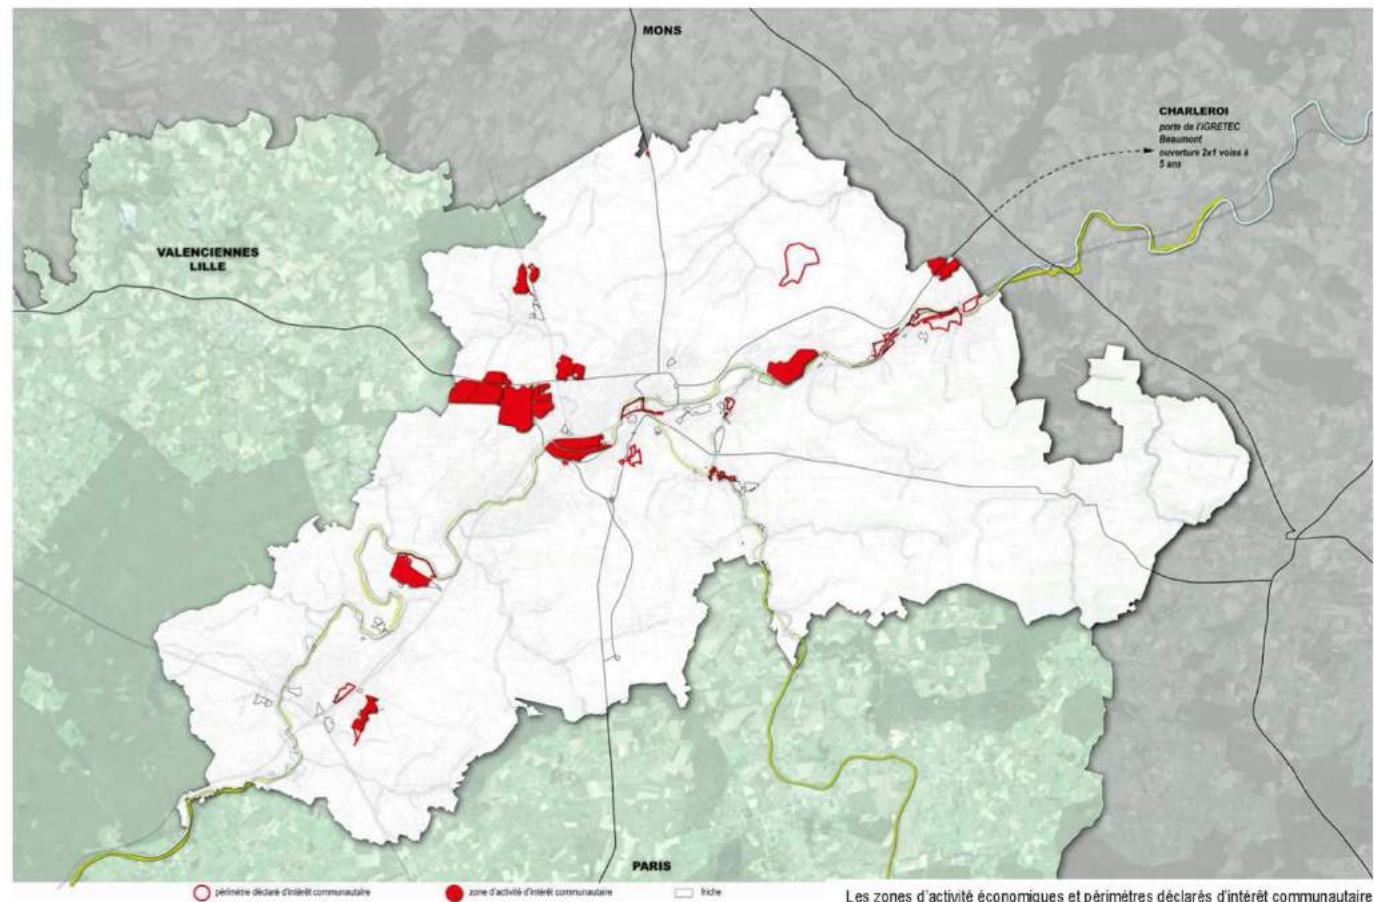 MONS
CHARLEROI
porte de l'IGRETEC
Beaumont
ouverture 2x1 voies à
5 ans
VALENCIENNES
LILLE
PARIS
périmètre déclaré d'intérêt communautaire
zone d'activité d'intérêt communautaire
friche
Les zones d'activité économiques et périmètres déclarés d'intérêt communautaire